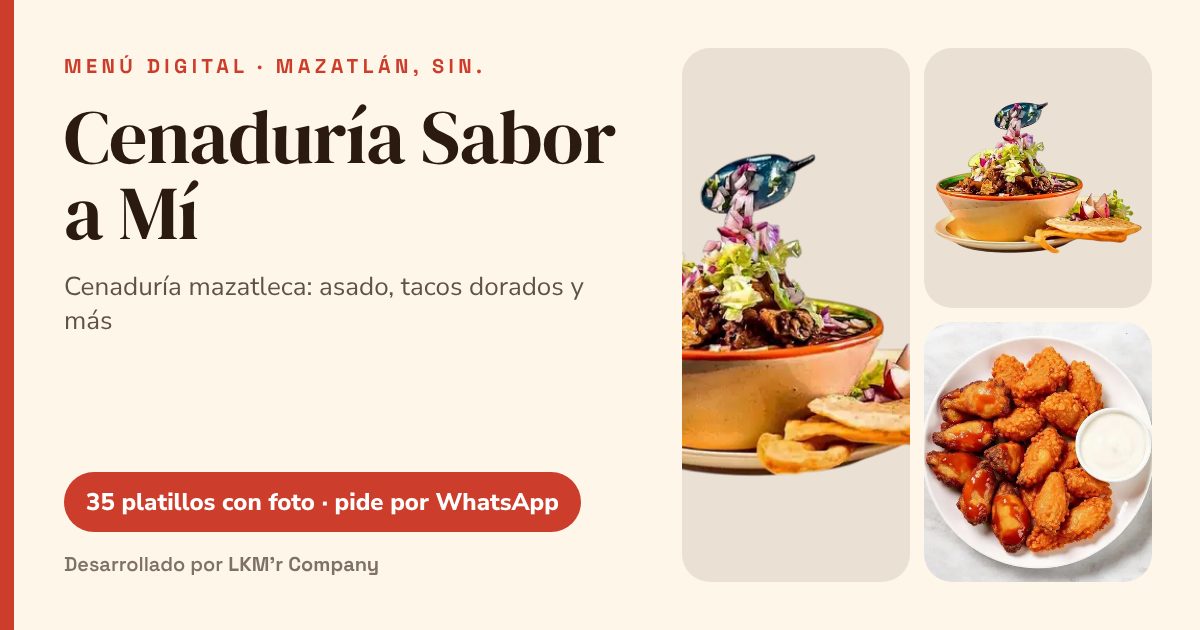 MENÚ DIGITAL · MAZATLÁN, SIN.
Cenaduría Sabor
a Mí
Cenaduría mazatleca: asado, tacos dorados y
más
35 platillos con foto · pide por WhatsApp
Desarrollado por LKM’r Company